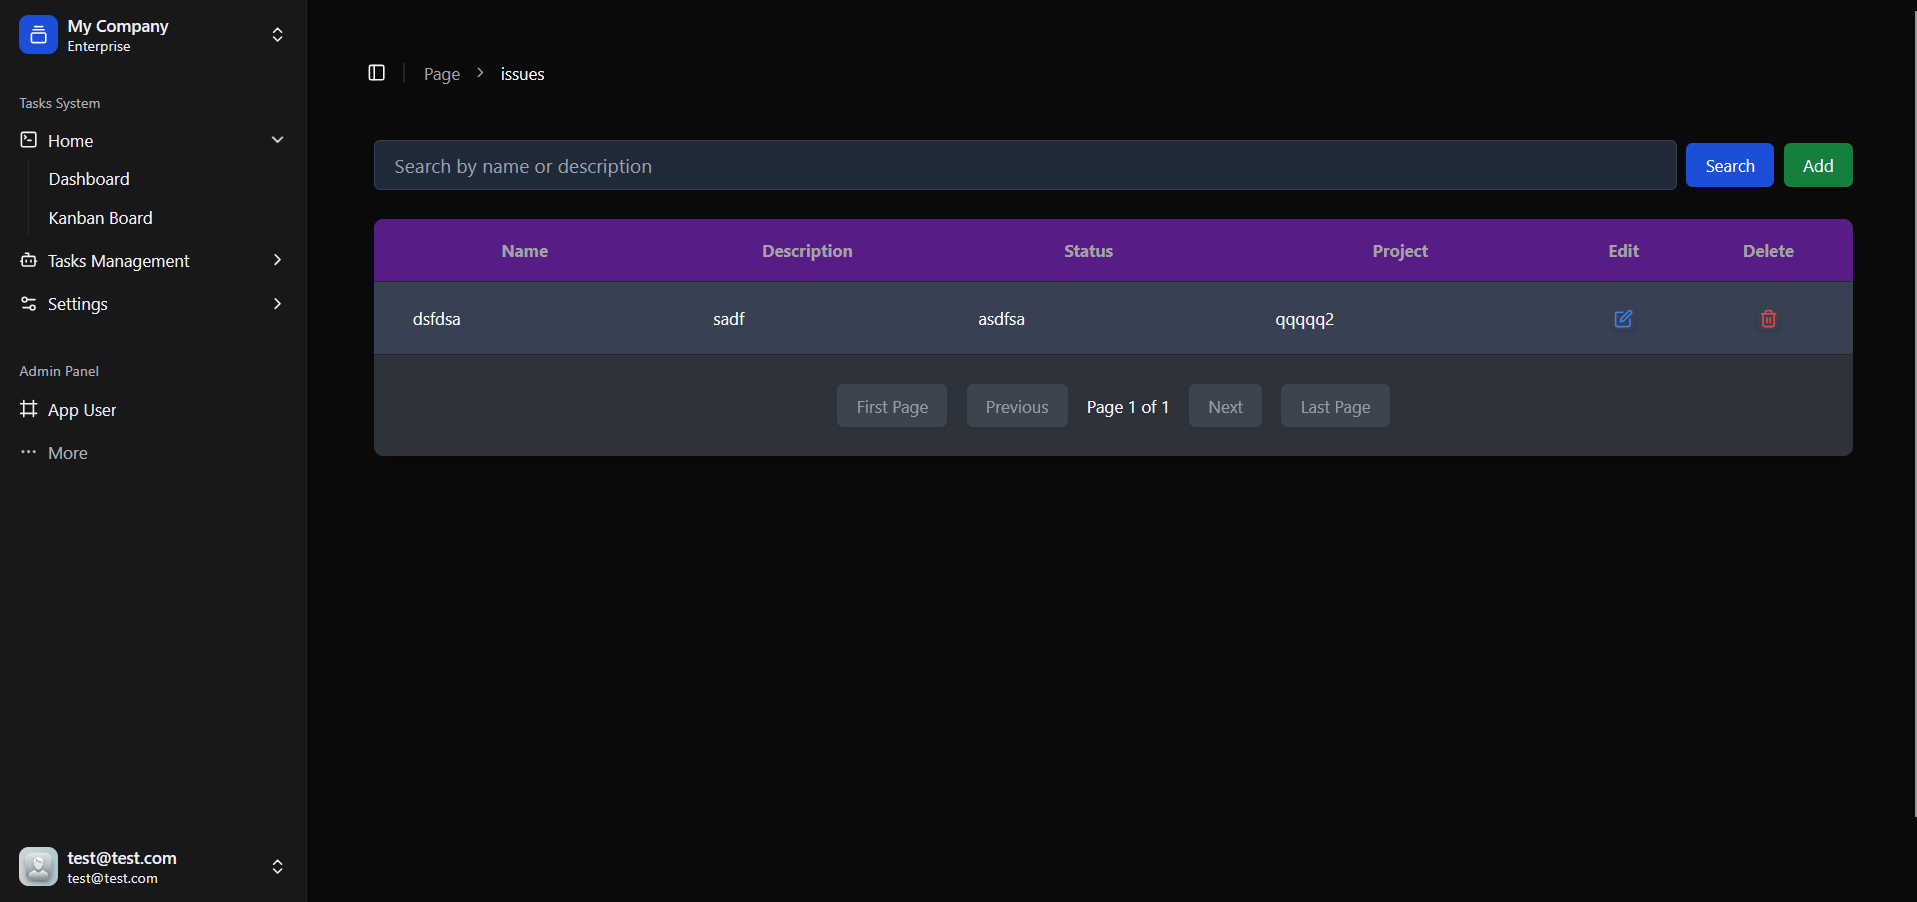 My Company
Enterprise
Tasks System
Home
Dashboard
Kanban Board
Tasks Management
Settings
Admin Panel
App User
More
test@test.com
test@test.com
Page > issues
Search by name or description Search Add
Name Description Status Project Edit Delete
dsfdsa sadf asdfsa qqqqq2
First Page Previous Page 1 of 1 Next Last Page